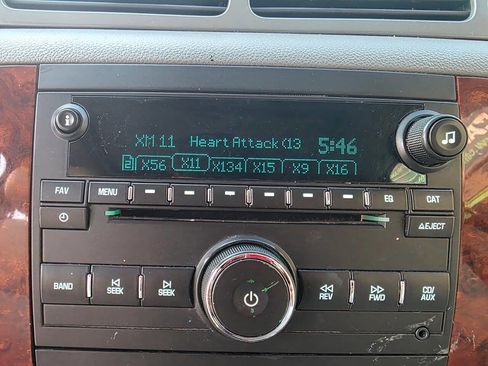 XM 11 Heart Attack (13 5:46
2 X56 X11 X134 X15 X9 X16
FAV MENU EQ CAT
EJECT
BAND SEEK SEEK REV FWD CD/
AUX